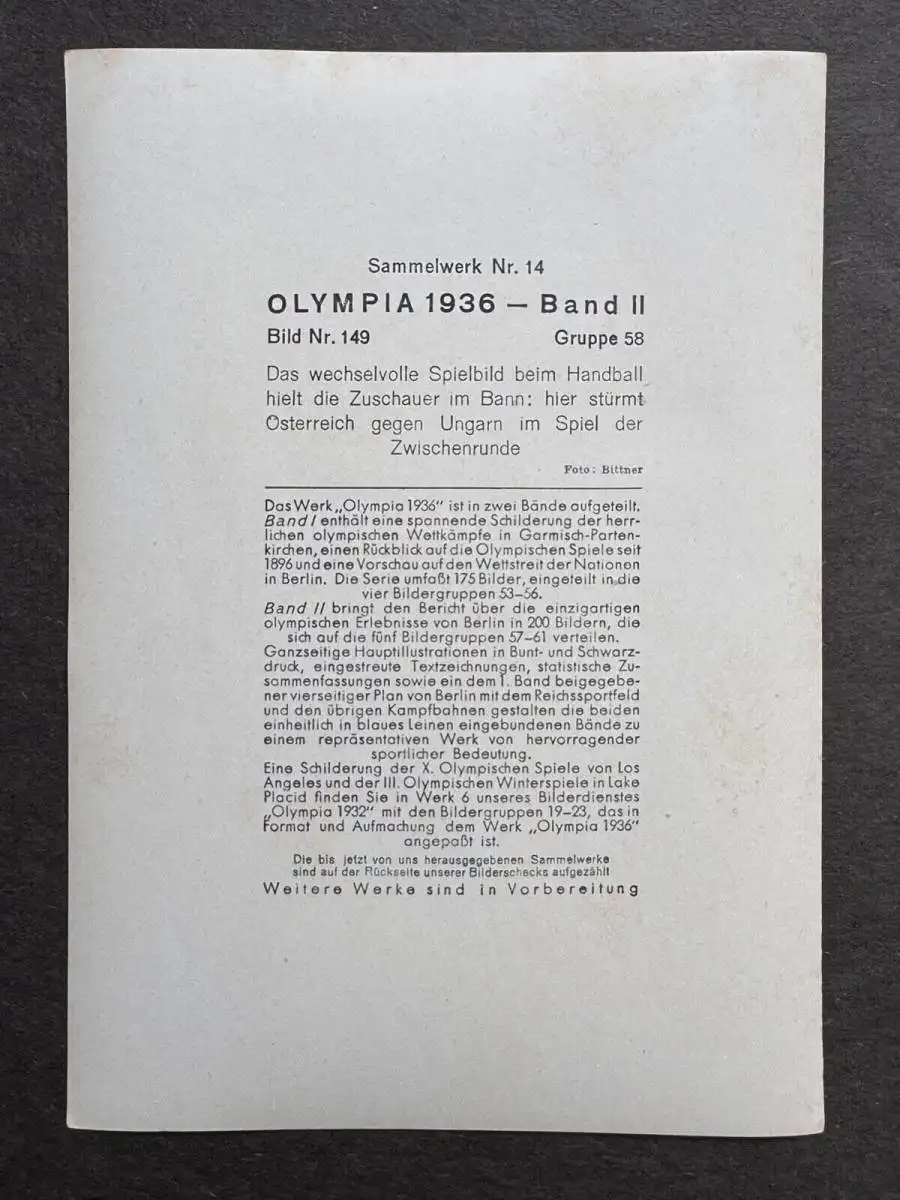 Sammelwerk Nr. 14
OLYMPIA 1936 — Band II
Bild Nr. 149 Gruppe 58
Das wechselvolle Spielbild beim Handball
hielt die Zuschauer im Bann: hier stürmt
Österreich gegen Ungarn im Spiel der
Zwischenrunde
Foto: Bittner
Das Werk „Olympia 1936" ist in zwei Bände aufgeteilt.
Band I enthält eine spannende Schilderung der herr-
lichen olympischen Wettkämpfe in Garmisch-Parten-
kirchen, einen Rückblick auf die Olympischen Spiele seit
1896 und eine Vorschau auf den Wettstreit der Nationen
in Berlin. Die Serie umfaßt 175 Bilder, eingeteilt in die
vier Bildergruppen 53–56.
Band II bringt den Bericht über die einzigartigen
olympischen Erlebnisse von Berlin in 200 Bildern, die
sich auf die fünf Bildergruppen 57–61 verteilen.
Ganzseitige Hauptillustrationen in Bunt- und Schwarz-
druck, eingestreute Textzeichnungen, statistische Zu-
sammenfassungen sowie ein dem 1. Band beigegebe-
ner vierseitiger Plan von Berlin mit dem Reichssportfeld
und den übrigen Kampfbahnen gestalten die beiden
einheitlich in blaues Leinen eingebundenen Bände zu
einem repräsentativen Werk von hervorragender
sportlicher Bedeutung.
Eine Schilderung der X. Olympischen Spiele von Los
Angeles und der III. Olympischen Winterspiele in Lake
Placid finden Sie in Werk 6 unseres Bilderdienstes
„Olympia 1932" mit den Bildergruppen 19–23, das in
Format und Aufmachung dem Werk „Olympia 1936"
angepaßt ist.
Die bis jetzt von uns herausgegebenen Sammelwerke
sind auf der Rückseite unserer Bilderschecks aufgezählt
Weitere Werke sind in Vorbereitung